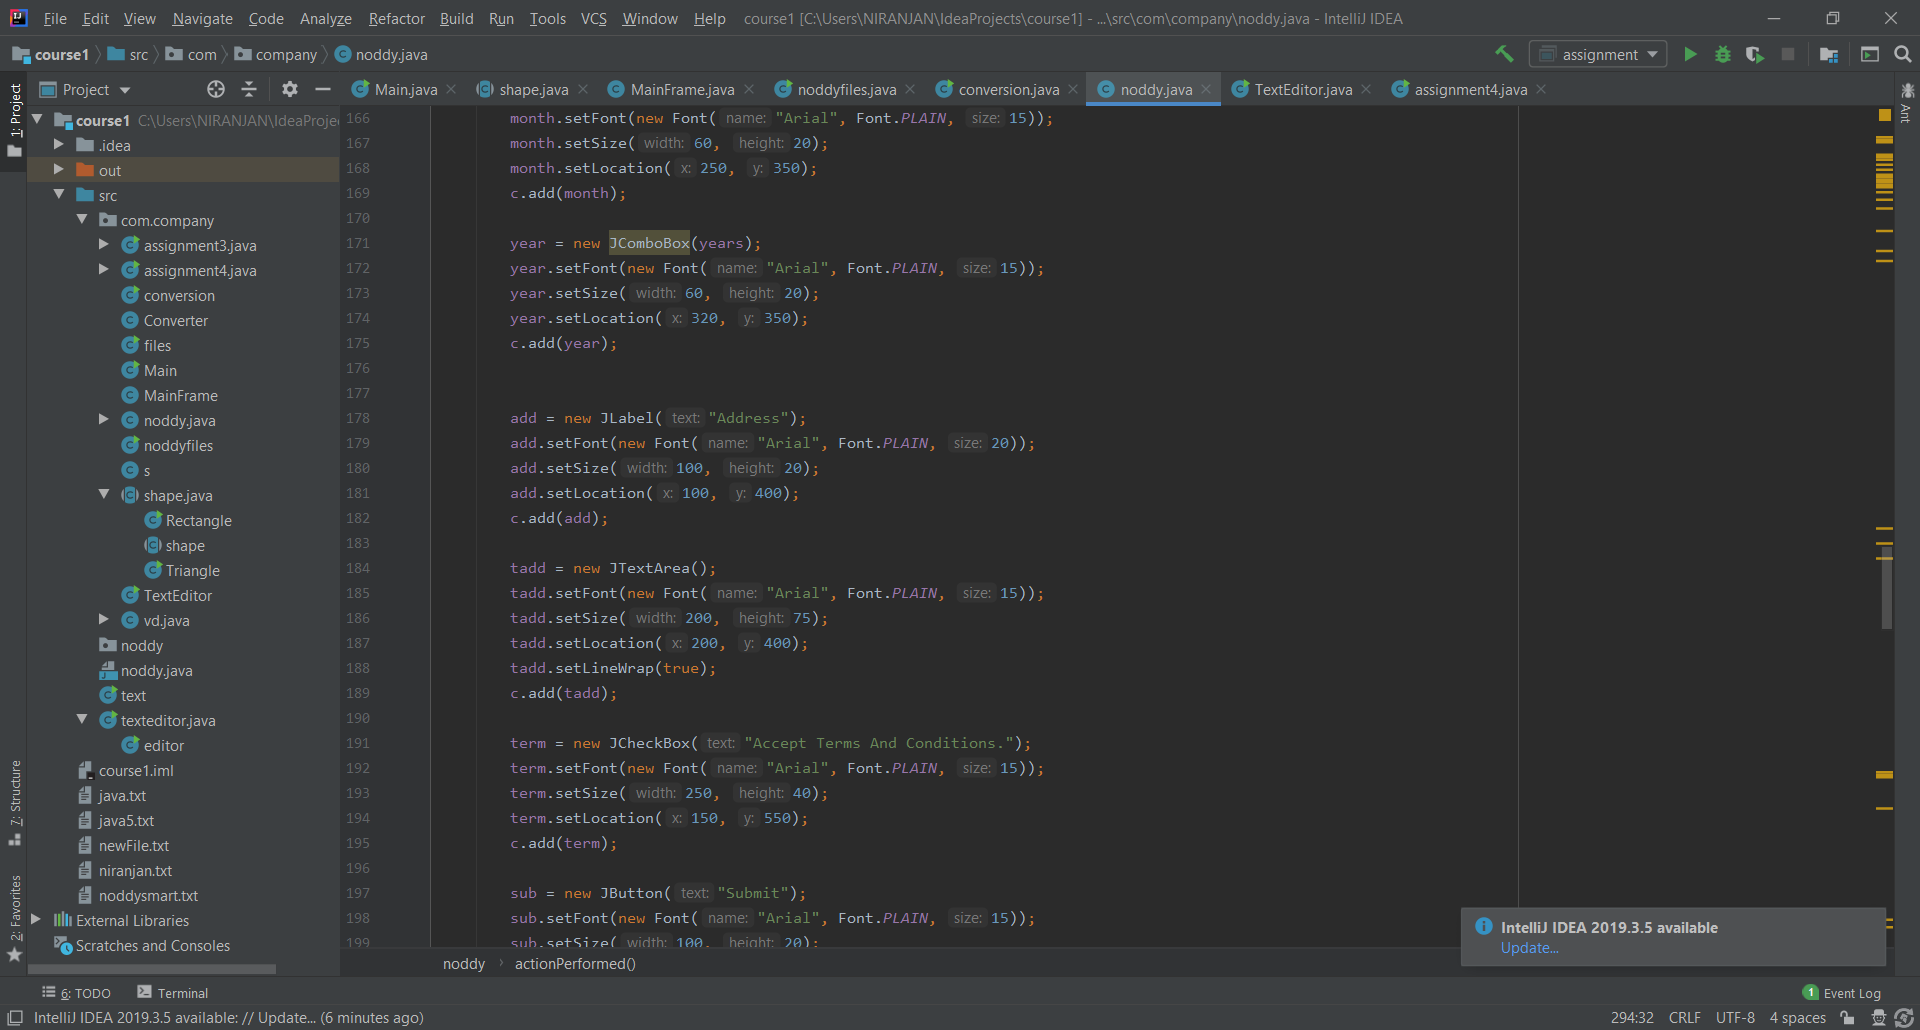 File Edit View Navigate Code Analyze Refactor Build Run Tools VCS Window Help course1 [C:\Users\NIRANJAN\IdeaProjects\course1] - ...\src\com\company\noddy.java - IntelliJ IDEA
course1 src com company noddy.java assignment
Project Main.java shape.java MainFrame.java noddyfiles.java conversion.java noddy.java TextEditor.java assignment4.java
1: Project
7: Structure
2: Favorites
Ant
course1 C:\Users\NIRANJAN\IdeaProje
.idea
out
src
com.company
assignment3.java
assignment4.java
conversion
Converter
files
Main
MainFrame
noddy.java
noddyfiles
s
shape.java
Rectangle
shape
Triangle
TextEditor
vd.java
noddy
noddy.java
text
texteditor.java
editor
course1.iml
java.txt
java5.txt
newFile.txt
niranjan.txt
noddysmart.txt
External Libraries
Scratches and Consoles
166 month.setFont(new Font( name: "Arial", Font.PLAIN, size: 15));
167 month.setSize( width: 60, height: 20);
168 month.setLocation( x: 250, y: 350);
169 c.add(month);
170
171 year = new JComboBox(years);
172 year.setFont(new Font( name: "Arial", Font.PLAIN, size: 15));
173 year.setSize( width: 60, height: 20);
174 year.setLocation( x: 320, y: 350);
175 c.add(year);
176
177
178 add = new JLabel( text: "Address");
179 add.setFont(new Font( name: "Arial", Font.PLAIN, size: 20));
180 add.setSize( width: 100, height: 20);
181 add.setLocation( x: 100, y: 400);
182 c.add(add);
183
184 tadd = new JTextArea();
185 tadd.setFont(new Font( name: "Arial", Font.PLAIN, size: 15));
186 tadd.setSize( width: 200, height: 75);
187 tadd.setLocation( x: 200, y: 400);
188 tadd.setLineWrap(true);
189 c.add(tadd);
190
191 term = new JCheckBox( text: "Accept Terms And Conditions.");
192 term.setFont(new Font( name: "Arial", Font.PLAIN, size: 15));
193 term.setSize( width: 250, height: 40);
194 term.setLocation( x: 150, y: 550);
195 c.add(term);
196
197 sub = new JButton( text: "Submit");
198 sub.setFont(new Font( name: "Arial", Font.PLAIN, size: 15));
199 sub.setSize( width: 100, height: 20);
IntelliJ IDEA 2019.3.5 available
Update...
noddy actionPerformed()
6: TODO Terminal 1 Event Log
IntelliJ IDEA 2019.3.5 available: // Update... (6 minutes ago) 294:32 CRLF UTF-8 4 spaces